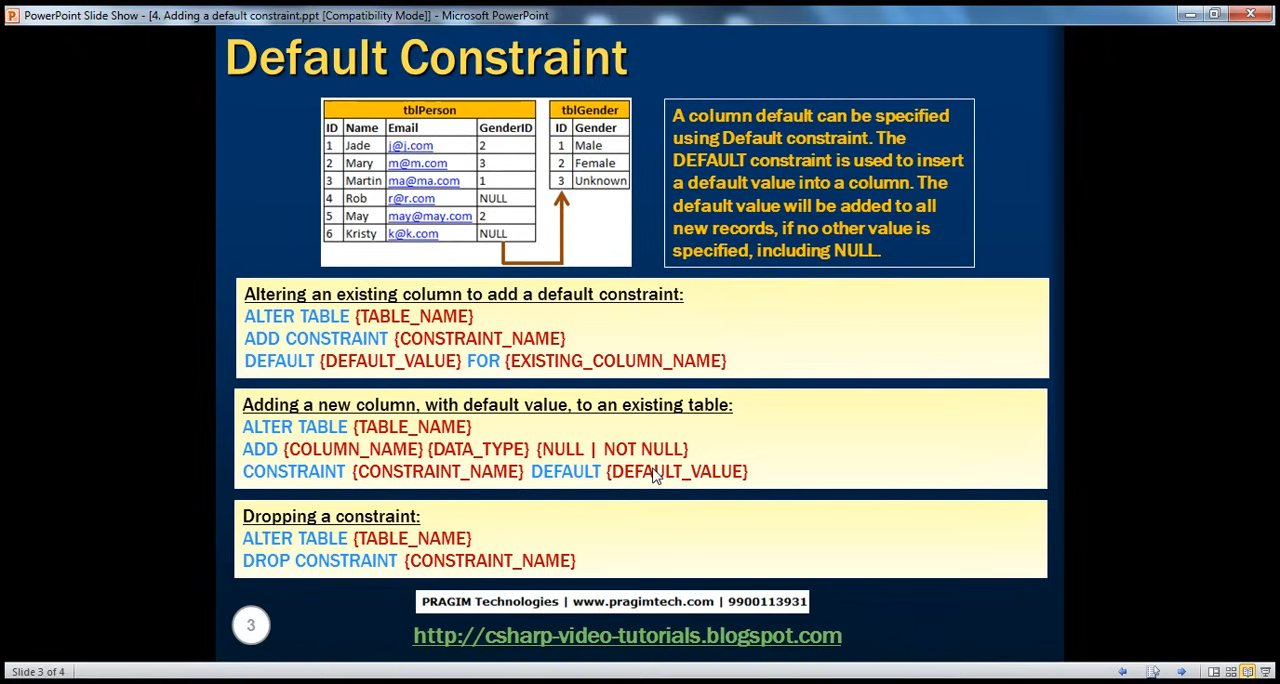 PowerPoint Slide Show - [4. Adding a default constraint.ppt [Compatibility Mode]] - Microsoft PowerPoint
Default Constraint
tblPerson
ID Name Email GenderID
1 Jade j@j.com 2
2 Mary m@m.com 3
3 Martin ma@ma.com 1
4 Rob r@r.com NULL
5 May may@may.com 2
6 Kristy k@k.com NULL
tblGender
ID Gender
1 Male
2 Female
3 Unknown
A column default can be specified
using Default constraint. The
DEFAULT constraint is used to insert
a default value into a column. The
default value will be added to all
new records, if no other value is
specified, including NULL.
Altering an existing column to add a default constraint:
ALTER TABLE {TABLE_NAME}
ADD CONSTRAINT {CONSTRAINT_NAME}
DEFAULT {DEFAULT_VALUE} FOR {EXISTING_COLUMN_NAME}
Adding a new column, with default value, to an existing table:
ALTER TABLE {TABLE_NAME}
ADD {COLUMN_NAME} {DATA_TYPE} {NULL | NOT NULL}
CONSTRAINT {CONSTRAINT_NAME} DEFAULT {DEFAULT_VALUE}
Dropping a constraint:
ALTER TABLE {TABLE_NAME}
DROP CONSTRAINT {CONSTRAINT_NAME}
PRAGIM Technologies | www.pragimtech.com | 9900113931
3
http://csharp-video-tutorials.blogspot.com
Slide 3 of 4